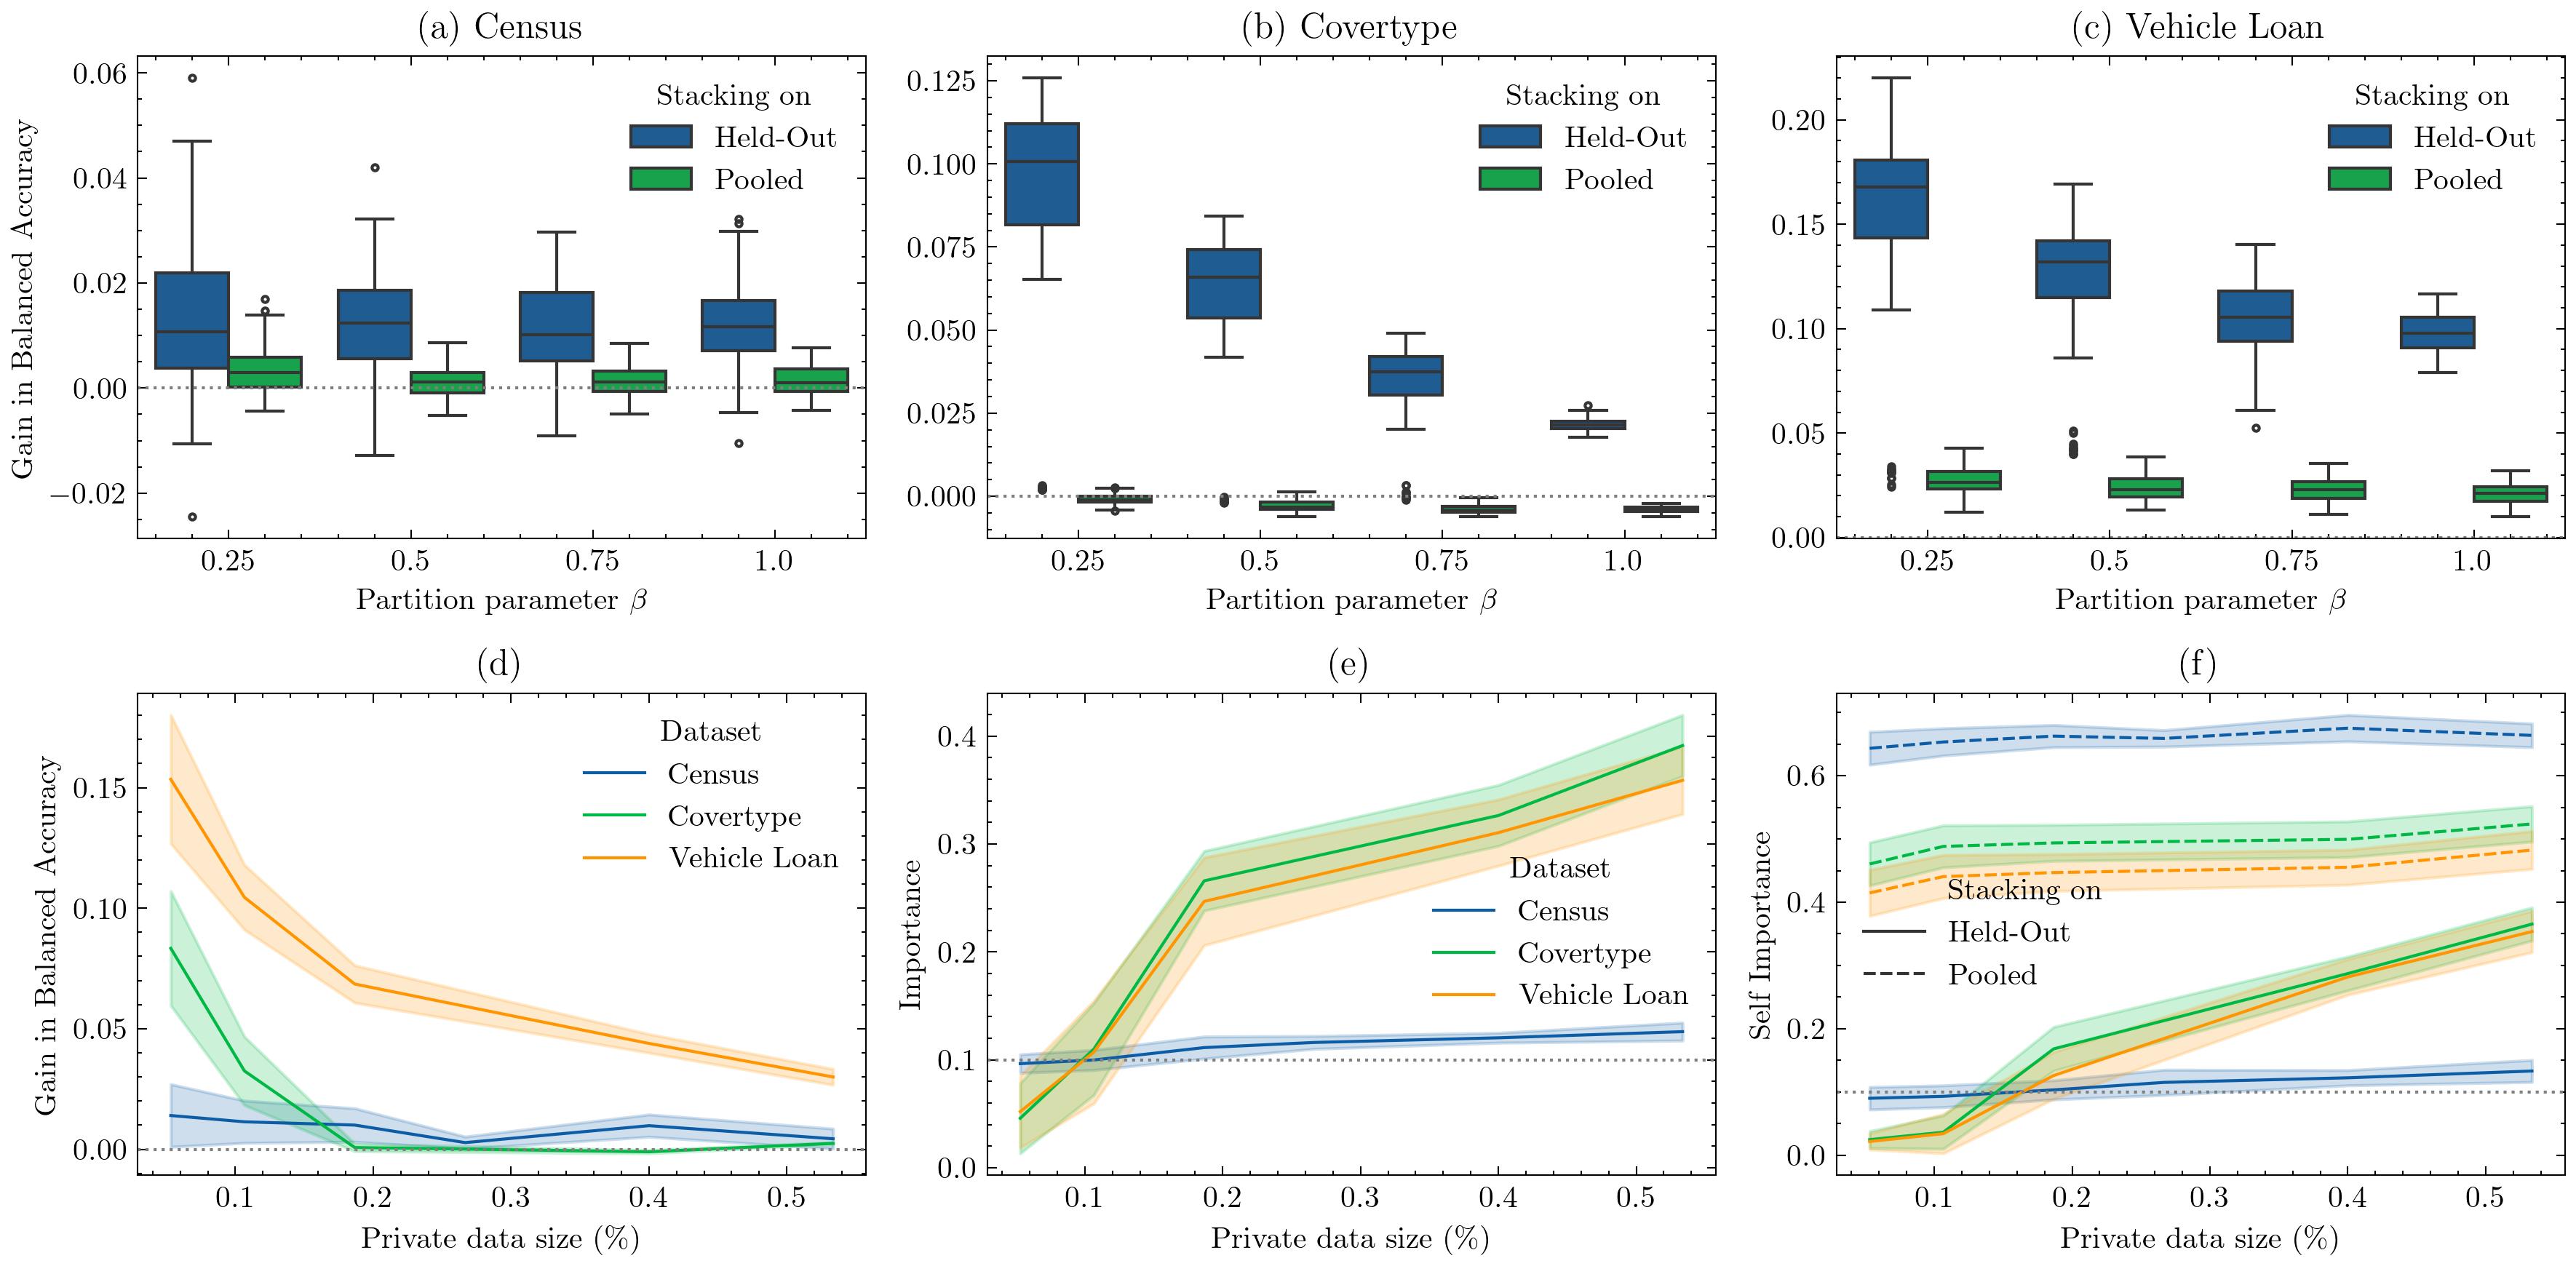 (a) Census
Gain in Balanced Accuracy
0.06
0.04
0.02
0.00
−0.02
Stacking on
Held-Out
Pooled
0.25 0.5 0.75 1.0
Partition parameter β
(b) Covertype
0.125
0.100
0.075
0.050
0.025
0.000
Stacking on
Held-Out
Pooled
0.25 0.5 0.75 1.0
Partition parameter β
(c) Vehicle Loan
0.20
0.15
0.10
0.05
0.00
Stacking on
Held-Out
Pooled
0.25 0.5 0.75 1.0
Partition parameter β
(d)
Gain in Balanced Accuracy
0.15
0.10
0.05
0.00
Dataset
Census
Covertype
Vehicle Loan
0.1 0.2 0.3 0.4 0.5
Private data size (%)
(e)
Importance
0.4
0.3
0.2
0.1
0.0
Dataset
Census
Covertype
Vehicle Loan
0.1 0.2 0.3 0.4 0.5
Private data size (%)
(f)
Self Importance
0.6
0.4
0.2
0.0
Stacking on
Held-Out
Pooled
0.1 0.2 0.3 0.4 0.5
Private data size (%)